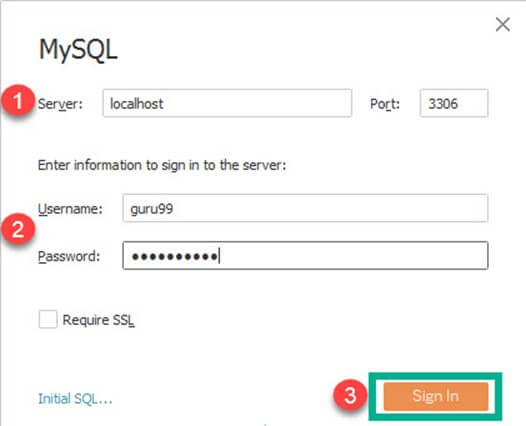 MySQL
1 Server: localhost Port: 3306
Enter information to sign in to the server:
Username: guru99
2
Password: ●●●●●●●●●●
Require SSL
Initial SQL... 3 Sign In